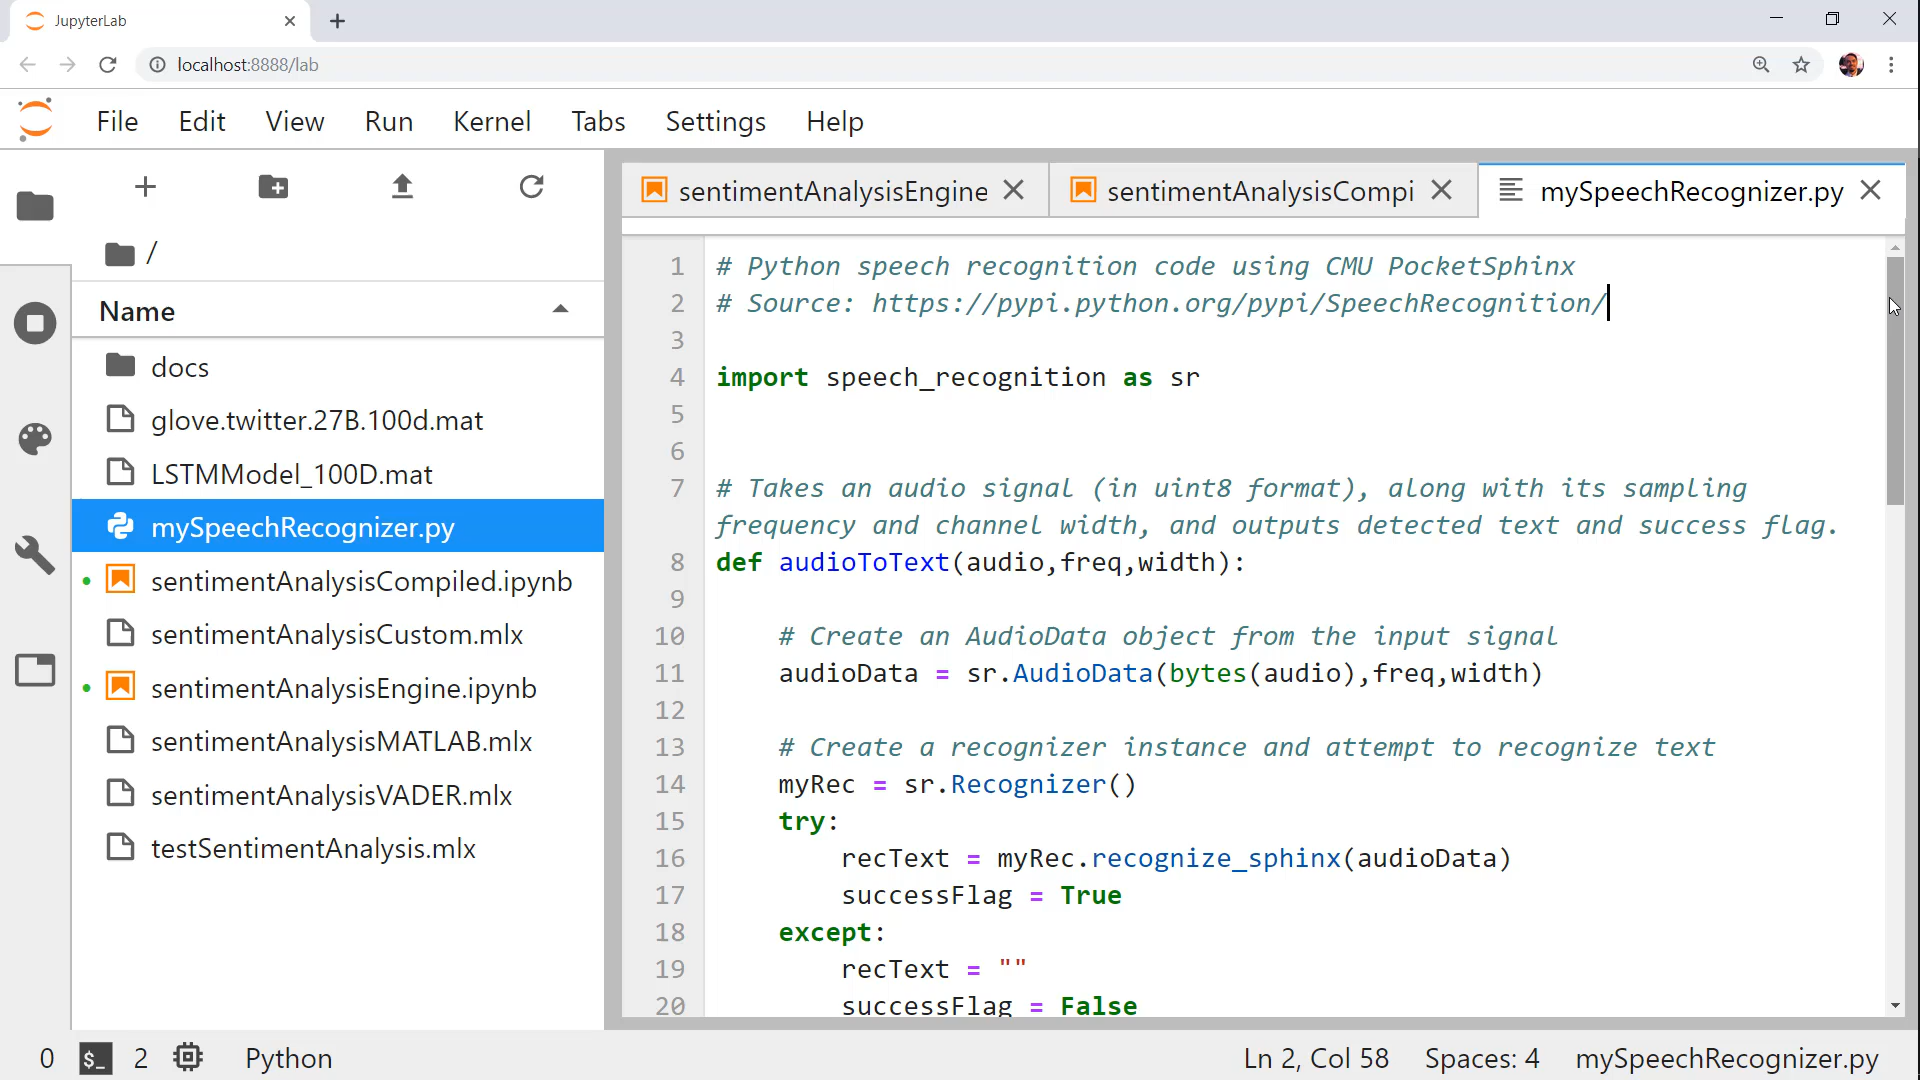 JupyterLab
localhost:8888/lab
File Edit View Run Kernel Tabs Settings Help
sentimentAnalysisEngine
sentimentAnalysisCompi
mySpeechRecognizer.py
/
Name
docs
glove.twitter.27B.100d.mat
LSTMModel_100D.mat
mySpeechRecognizer.py
sentimentAnalysisCompiled.ipynb
sentimentAnalysisCustom.mlx
sentimentAnalysisEngine.ipynb
sentimentAnalysisMATLAB.mlx
sentimentAnalysisVADER.mlx
testSentimentAnalysis.mlx
1 # Python speech recognition code using CMU PocketSphinx
2 # Source: https://pypi.python.org/pypi/SpeechRecognition/
3
4 import speech_recognition as sr
5
6
7 # Takes an audio signal (in uint8 format), along with its sampling
frequency and channel width, and outputs detected text and success flag.
8 def audioToText(audio,freq,width):
9
10     # Create an AudioData object from the input signal
11     audioData = sr.AudioData(bytes(audio),freq,width)
12
13     # Create a recognizer instance and attempt to recognize text
14     myRec = sr.Recognizer()
15     try:
16         recText = myRec.recognize_sphinx(audioData)
17         successFlag = True
18     except:
19         recText = ""
20         successFlag = False
0 $_ 2 Python
Ln 2, Col 58 Spaces: 4 mySpeechRecognizer.py